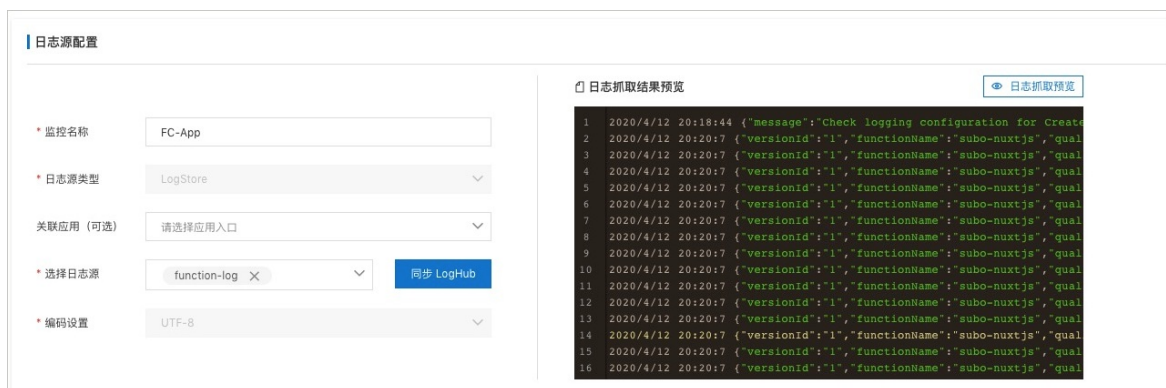 日志源配置
* 监控名称
FC-App
* 日志源类型
LogStore
关联应用（可选）
请选择应用入口
* 选择日志源
function-log ×
同步 LogHub
* 编码设置
UTF-8
日志抓取结果预览
日志抓取预览
1 2020/4/12 20:18:44 {"message":"Check logging configuration for Create
2 2020/4/12 20:20:7 {"versionId":"1","functionName":"subo-nuxtjs","qual
3 2020/4/12 20:20:7 {"versionId":"1","functionName":"subo-nuxtjs","qual
4 2020/4/12 20:20:7 {"versionId":"1","functionName":"subo-nuxtjs","qual
5 2020/4/12 20:20:7 {"versionId":"1","functionName":"subo-nuxtjs","qual
6 2020/4/12 20:20:7 {"versionId":"1","functionName":"subo-nuxtjs","qual
7 2020/4/12 20:20:7 {"versionId":"1","functionName":"subo-nuxtjs","qual
8 2020/4/12 20:20:7 {"versionId":"1","functionName":"subo-nuxtjs","qual
9 2020/4/12 20:20:7 {"versionId":"1","functionName":"subo-nuxtjs","qual
10 2020/4/12 20:20:7 {"versionId":"1","functionName":"subo-nuxtjs","qual
11 2020/4/12 20:20:7 {"versionId":"1","functionName":"subo-nuxtjs","qual
12 2020/4/12 20:20:7 {"versionId":"1","functionName":"subo-nuxtjs","qual
13 2020/4/12 20:20:7 {"versionId":"1","functionName":"subo-nuxtjs","qual
14 2020/4/12 20:20:7 {"versionId":"1","functionName":"subo-nuxtjs","qual
15 2020/4/12 20:20:7 {"versionId":"1","functionName":"subo-nuxtjs","qual
16 2020/4/12 20:20:7 {"versionId":"1","functionName":"subo-nuxtjs","qual